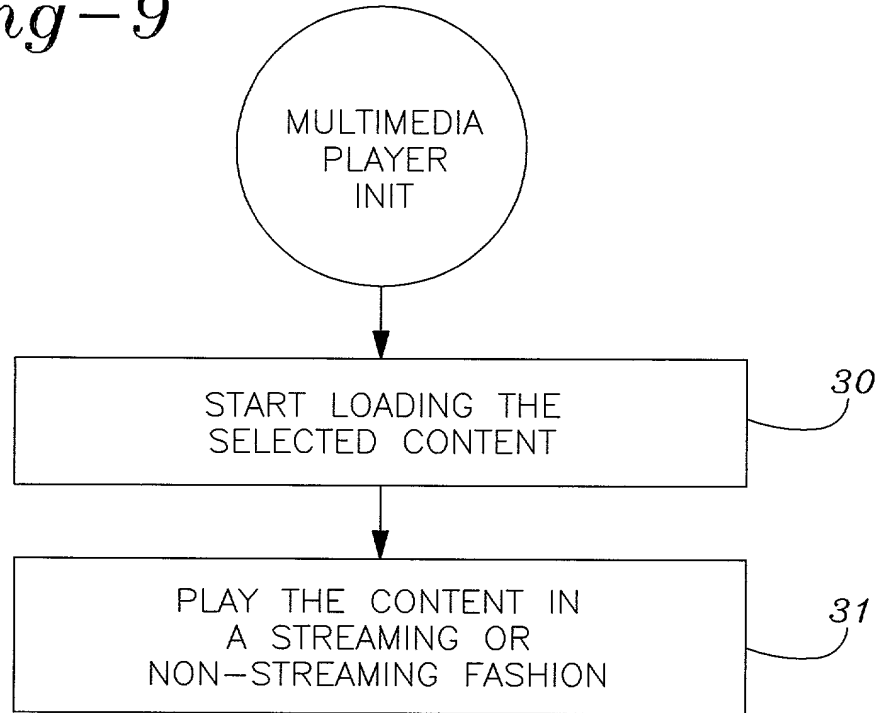 ng-9
MULTIMEDIA
PLAYER
INIT
START LOADING THE
SELECTED CONTENT
30
PLAY THE CONTENT IN
A STREAMING OR
NON-STREAMING FASHION
31